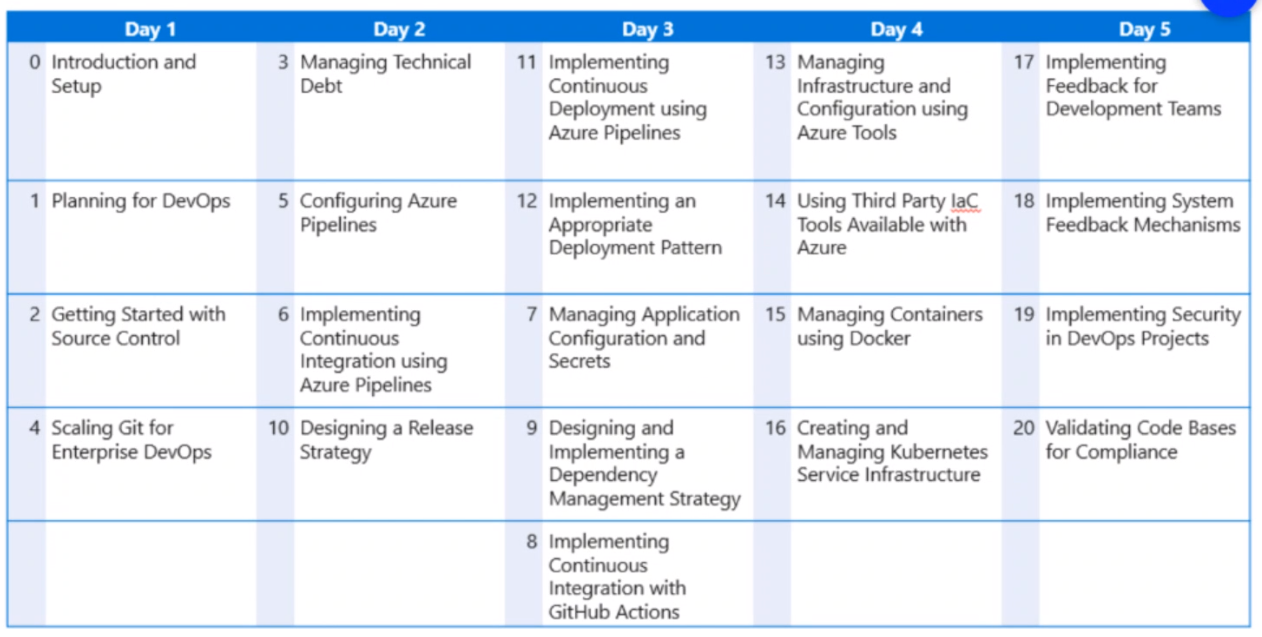 Day 1 Day 2 Day 3 Day 4 Day 5
0 Introduction and
Setup
3 Managing Technical
Debt
11 Implementing
Continuous
Deployment using
Azure Pipelines
13 Managing
Infrastructure and
Configuration using
Azure Tools
17 Implementing
Feedback for
Development Teams
1 Planning for DevOps
5 Configuring Azure
Pipelines
12 Implementing an
Appropriate
Deployment Pattern
14 Using Third Party IaC
Tools Available with
Azure
18 Implementing System
Feedback Mechanisms
2 Getting Started with
Source Control
6 Implementing
Continuous
Integration using
Azure Pipelines
7 Managing Application
Configuration and
Secrets
15 Managing Containers
using Docker
19 Implementing Security
in DevOps Projects
4 Scaling Git for
Enterprise DevOps
10 Designing a Release
Strategy
9 Designing and
Implementing a
Dependency
Management Strategy
16 Creating and
Managing Kubernetes
Service Infrastructure
20 Validating Code Bases
for Compliance
8 Implementing
Continuous
Integration with
GitHub Actions